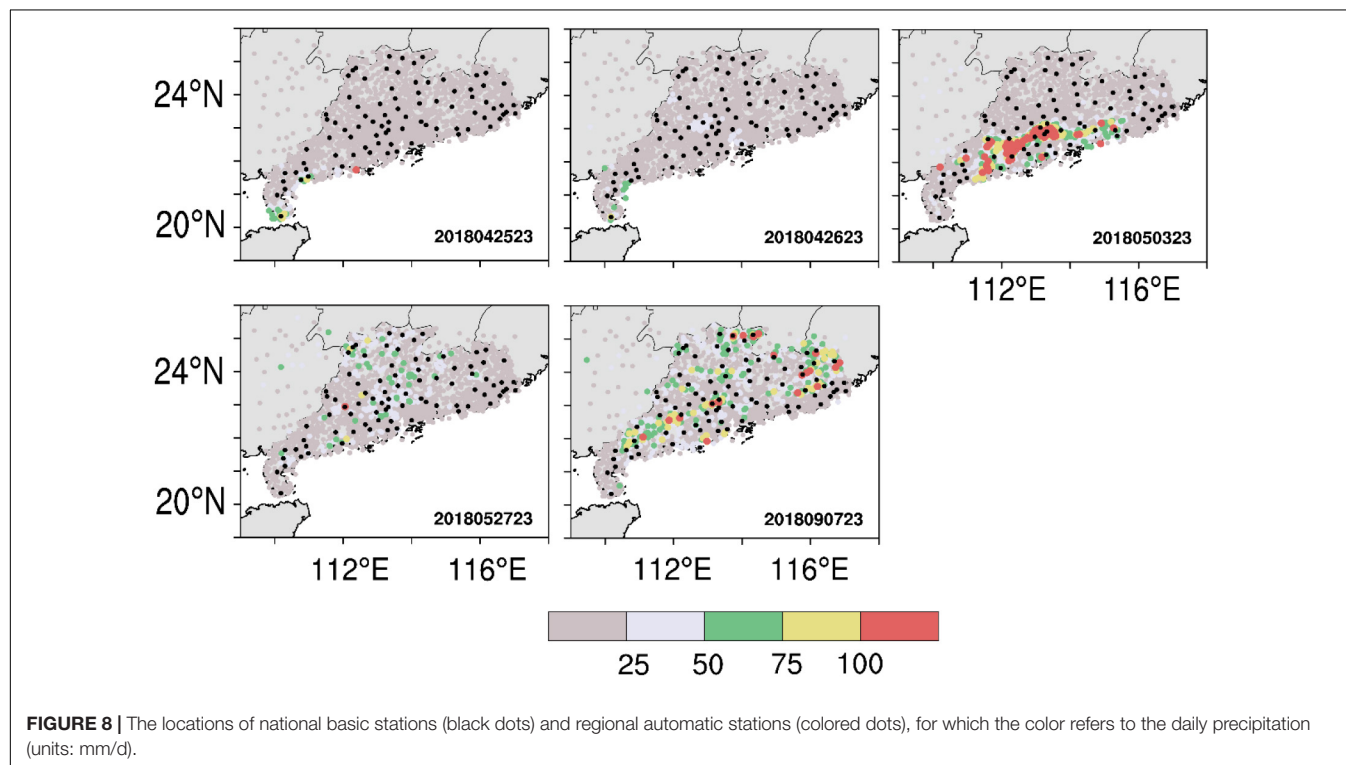 24°N
20°N
2018042523
2018042623
2018050323
112°E 116°E
24°N
20°N
2018052723
2018090723
112°E 116°E 112°E 116°E
25 50 75 100
FIGURE 8 | The locations of national basic stations (black dots) and regional automatic stations (colored dots), for which the color refers to the daily precipitation
(units: mm/d).